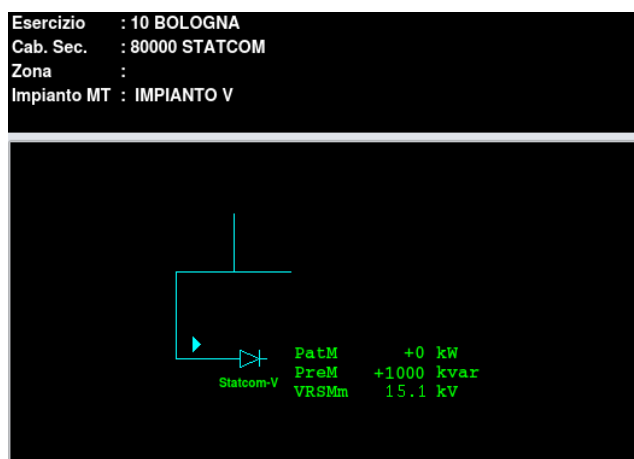 Esercizio : 10 BOLOGNA
Cab. Sec. : 80000 STATCOM
Zona :
Impianto MT : IMPIANTO V
PatM +0 kW
PreM +1000 kvar
Statcom-V
VRSMm 15.1 kV